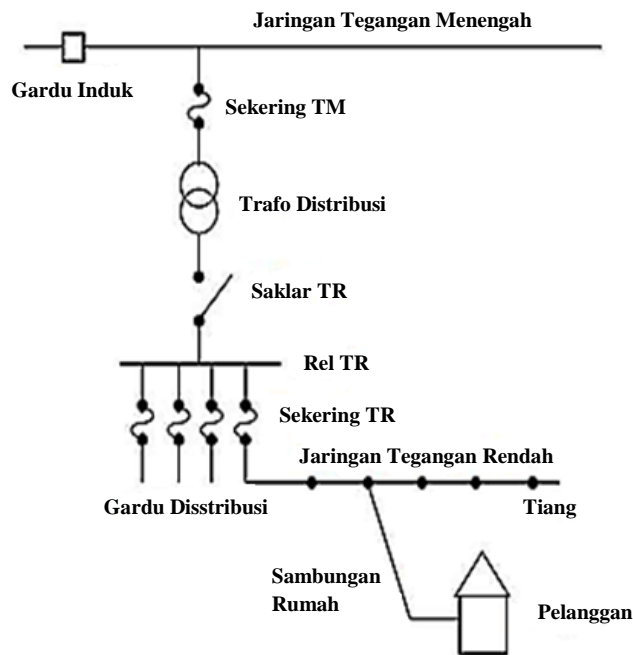 Jaringan Tegangan Menengah
Gardu Induk
Sekering TM
Trafo Distribusi
Saklar TR
Rel TR
Sekering TR
Jaringan Tegangan Rendah
Gardu Disstribusi
Tiang
Sambungan
Rumah
Pelanggan